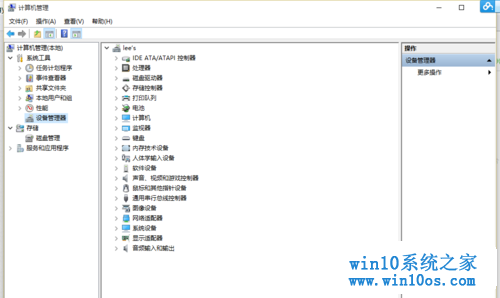 计算机管理
文件(F) 操作(A) 查看(V) 帮助(H)
计算机管理(本地)
系统工具
任务计划程序
事件查看器
共享文件夹
本地用户和组
性能
设备管理器
存储
磁盘管理
服务和应用程序
lee's
IDE ATA/ATAPI 控制器
处理器
磁盘驱动器
存储控制器
打印队列
电池
计算机
监视器
键盘
内存技术设备
人体学输入设备
软件设备
声音、视频和游戏控制器
鼠标和其他指针设备
通用串行总线控制器
图像设备
网络适配器
系统设备
显示适配器
音频输入和输出
操作
设备管理器
更多操作
win10系统之家
www.win10os.com